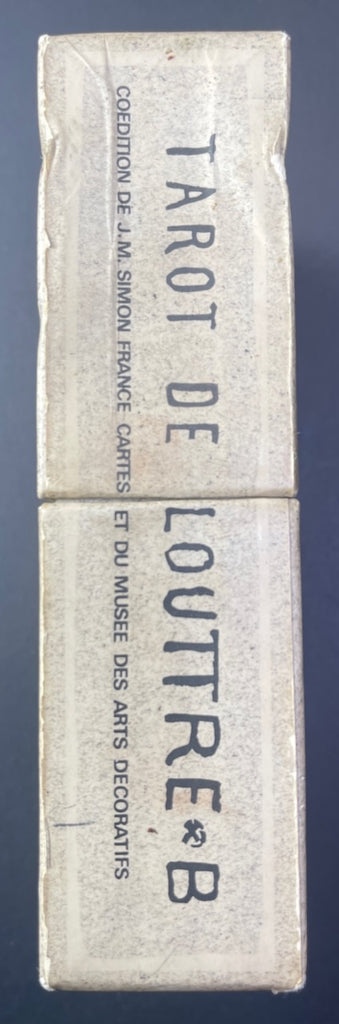 TAROT DE LOUTTRE B
COEDITION DE J.M. SIMON FRANCE CARTES ET DU MUSEE DES ARTS DECORATIFS